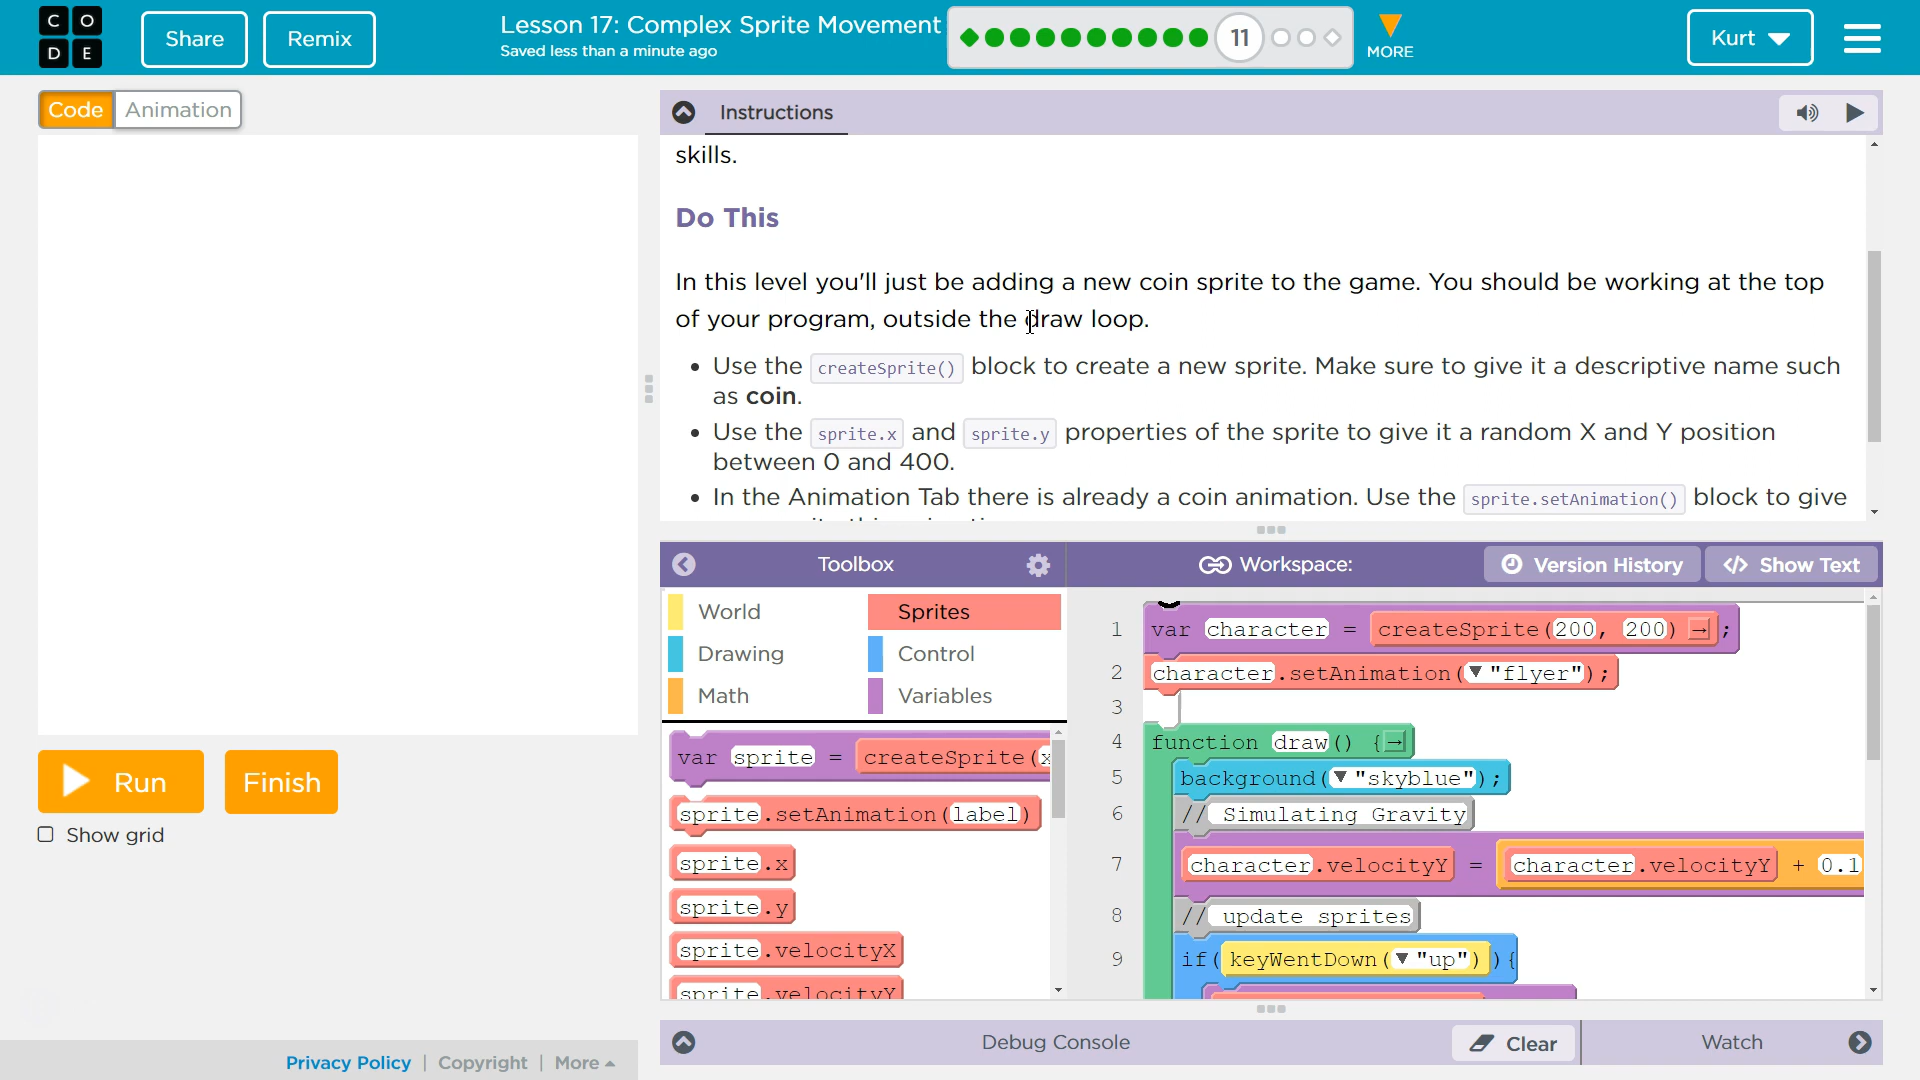 CO
DE
Share
Remix
Lesson 17: Complex Sprite Movement
Saved less than a minute ago
11
MORE
Kurt
Code
Animation
Instructions
skills.
Do This
In this level you'll just be adding a new coin sprite to the game. You should be working at the top
of your program, outside the draw loop.
Use the createSprite() block to create a new sprite. Make sure to give it a descriptive name such
as coin.
Use the sprite.x and sprite.y properties of the sprite to give it a random X and Y position
between 0 and 400.
In the Animation Tab there is already a coin animation. Use the sprite.setAnimation() block to give
Toolbox
Workspace:
Version History
</> Show Text
World
Sprites
Drawing
Control
Math
Variables
var sprite = createSprite(x
sprite.setAnimation(label)
sprite.x
sprite.y
sprite.velocityX
sprite.velocityY
1 var character = createSprite(200, 200) → ;
2 character.setAnimation(▼ "flyer");
3
4 function draw() { →
5 background(▼ "skyblue");
6 // Simulating Gravity
7 character.velocityY = character.velocityY + 0.1
8 // update sprites
9 if(keyWentDown(▼ "up")){
Run
Finish
Show grid
Privacy Policy | Copyright | More
Debug Console
Clear
Watch